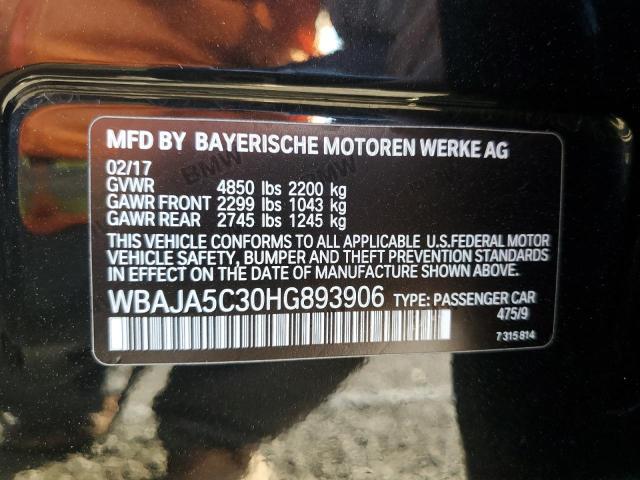 MFD BY BAYERISCHE MOTOREN WERKE AG
02/17
GVWR 4850 lbs 2200 kg
GAWR FRONT 2299 lbs 1043 kg
GAWR REAR 2745 lbs 1245 kg
THIS VEHICLE CONFORMS TO ALL APPLICABLE U.S.FEDERAL MOTOR
VEHICLE SAFETY, BUMPER AND THEFT PREVENTION STANDARDS
IN EFFECT ON THE DATE OF MANUFACTURE SHOWN ABOVE.
WBAJA5C30HG893906 TYPE: PASSENGER CAR
475/9
7 315 814
BMW
BMW